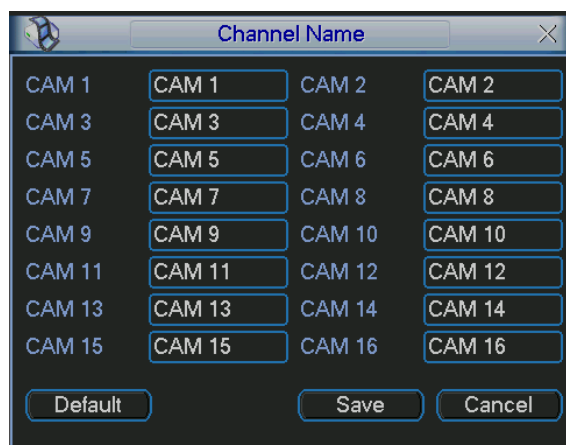 Channel Name
CAM 1 CAM 1 CAM 2 CAM 2
CAM 3 CAM 3 CAM 4 CAM 4
CAM 5 CAM 5 CAM 6 CAM 6
CAM 7 CAM 7 CAM 8 CAM 8
CAM 9 CAM 9 CAM 10 CAM 10
CAM 11 CAM 11 CAM 12 CAM 12
CAM 13 CAM 13 CAM 14 CAM 14
CAM 15 CAM 15 CAM 16 CAM 16
Default Save Cancel